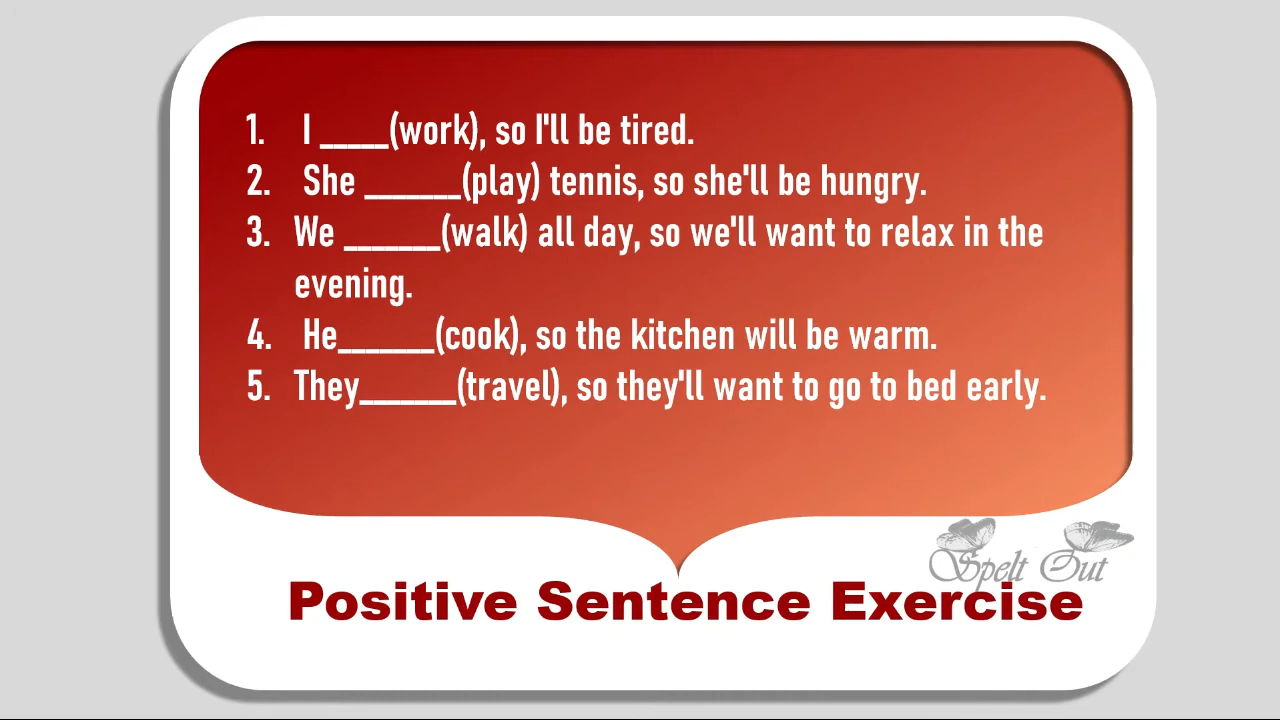 1. I _____(work), so I'll be tired.
2. She _______(play) tennis, so she'll be hungry.
3. We _______(walk) all day, so we'll want to relax in the
evening.
4. He_______(cook), so the kitchen will be warm.
5. They_______(travel), so they'll want to go to bed early.
Spelt Out
Positive Sentence Exercise